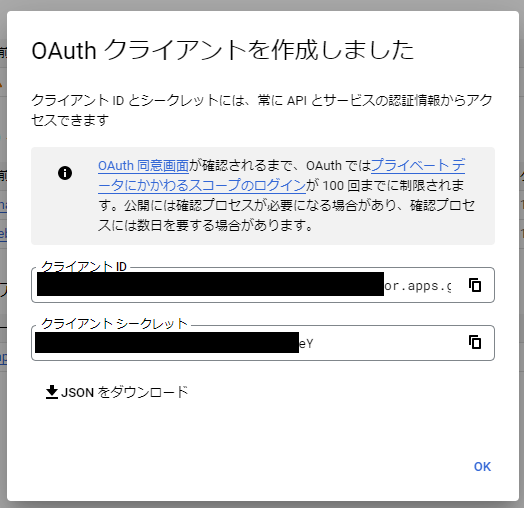 OAuth クライアントを作成しました
クライアント ID とシークレットには、常に API とサービスの認証情報からアク
セスできます
OAuth 同意画面が確認されるまで、OAuth ではプライベート デ
ータにかかわるスコープのログインが 100 回までに制限されま
す。公開には確認プロセスが必要になる場合があり、確認プロセ
スには数日を要する場合があります。
クライアント ID
or.apps.g
クライアント シークレット
eY
JSON をダウンロード
OK